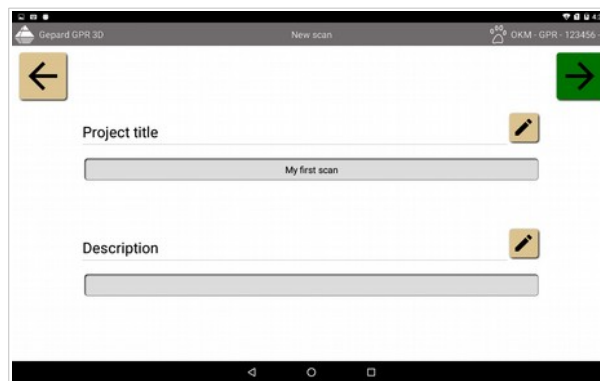 Gepard GPR 3D New scan OKM - GPR - 123456 -
Project title
My first scan
Description